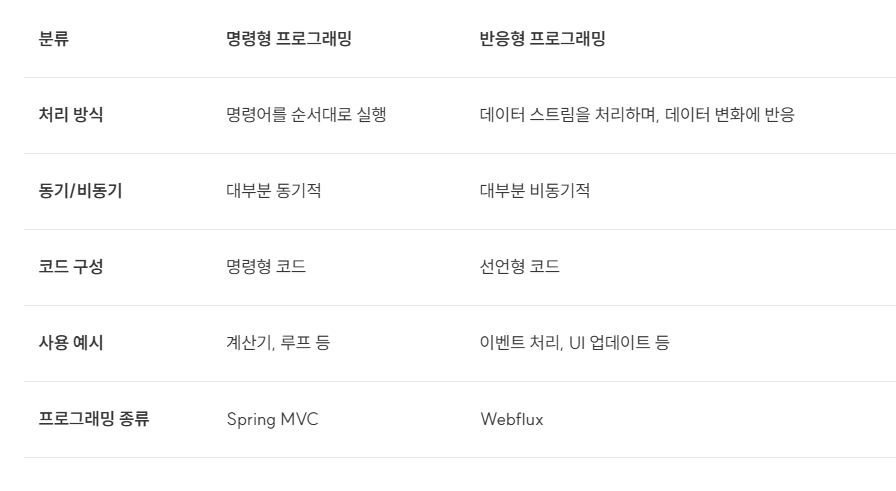 분류 명령형 프로그래밍 반응형 프로그래밍
처리 방식 명령어를 순서대로 실행 데이터 스트림을 처리하며, 데이터 변화에 반응
동기/비동기 대부분 동기적 대부분 비동기적
코드 구성 명령형 코드 선언형 코드
사용 예시 계산기, 루프 등 이벤트 처리, UI 업데이트 등
프로그래밍 종류 Spring MVC Webflux